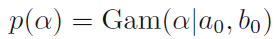 p(α) = Gam(α|a₀, b₀)